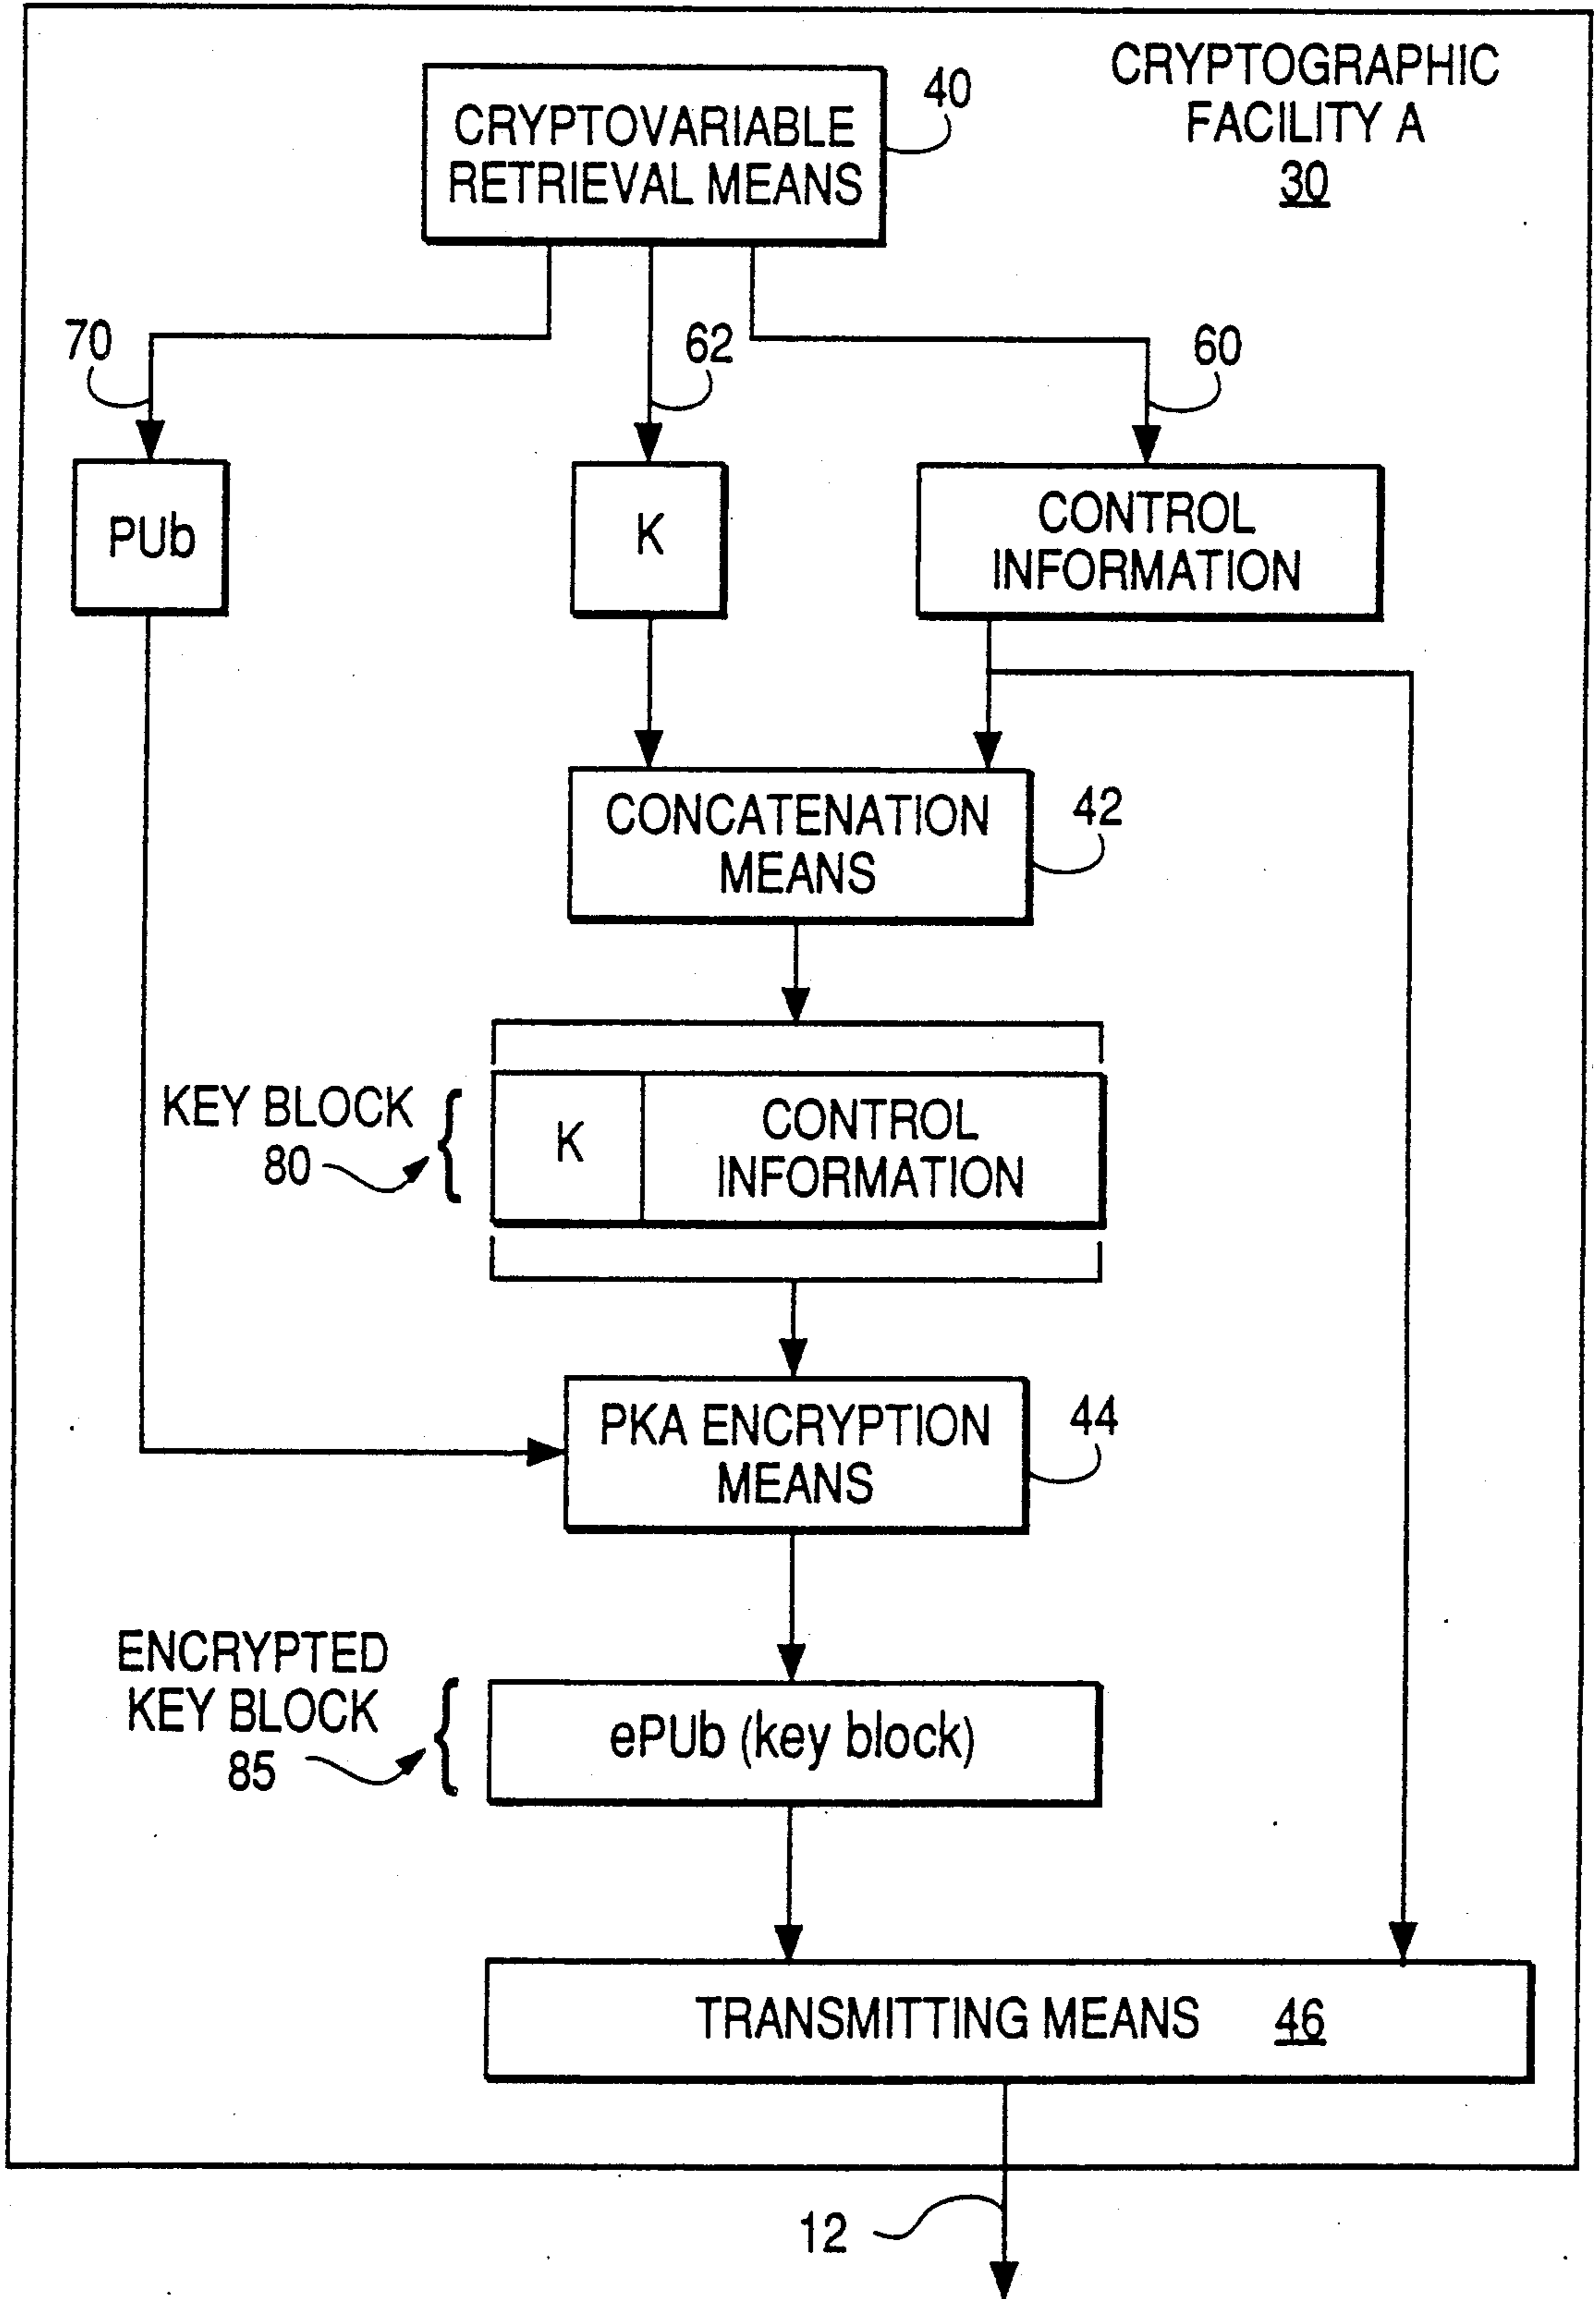 CRYPTOGRAPHIC
FACILITY A
30
40
CRYPTOVARIABLE
RETRIEVAL MEANS
70
62
60
PUb
K
CONTROL
INFORMATION
CONCATENATION
MEANS
42
KEY BLOCK
80
K
CONTROL
INFORMATION
PKA ENCRYPTION
MEANS
44
ENCRYPTED
KEY BLOCK
85
ePUb (key block)
TRANSMITTING MEANS 46
12